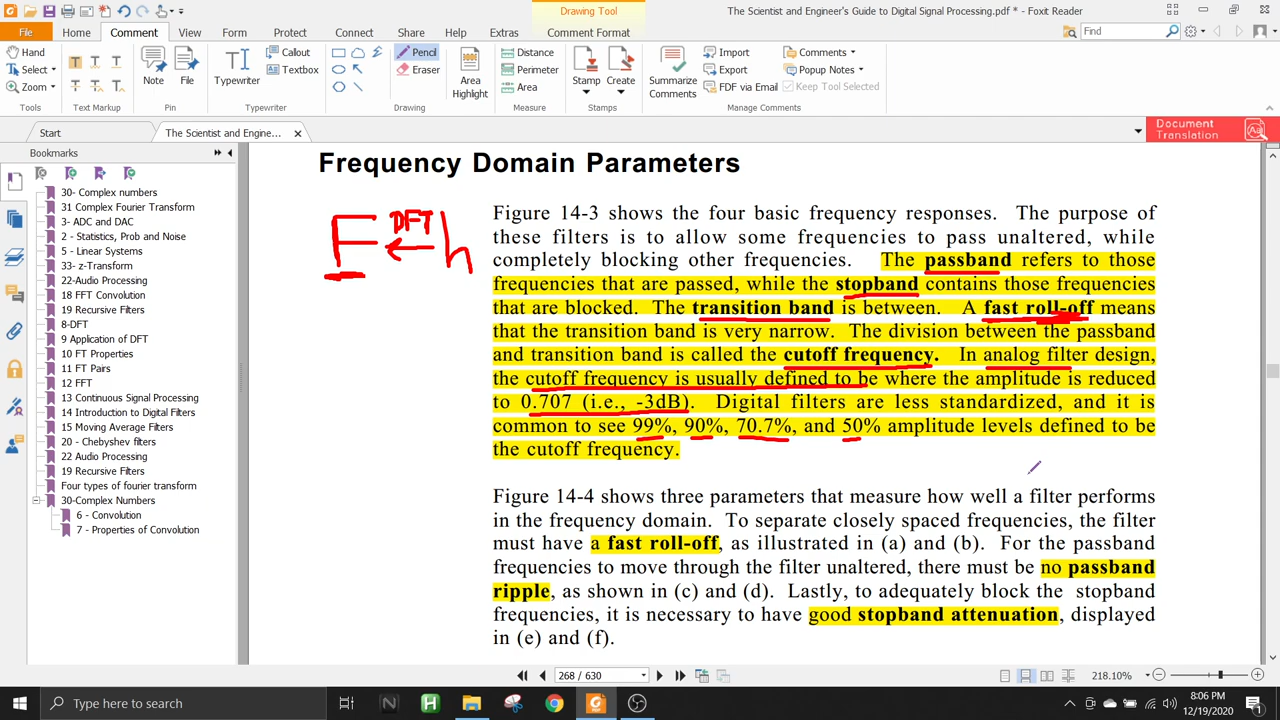 Drawing Tool
The Scientist and Engineer's Guide to Digital Signal Processing.pdf * - Foxit Reader
File Home Comment View Form Protect Connect Share Help Extras Comment Format Find
Hand Select Zoom Tools
Text Markup
Note File Pin
Typewriter Callout Textbox Typewriter
Pencil Eraser Drawing
Area Highlight
Distance Perimeter Area Measure
Stamp Create Stamps
Summarize Comments
Import Export FDF via Email
Comments Popup Notes Keep Tool Selected
Manage Comments
Start The Scientist and Engine...
Document Translation
Bookmarks
30- Complex numbers
31 Complex Fourier Transform
3- ADC and DAC
2 - Statistics, Prob and Noise
5 - Linear Systems
33- z-Transform
22-Audio Processing
18 FFT Convolution
19 Recursive Filters
8-DFT
9 Application of DFT
10 FT Properties
11 FT Pairs
12 FFT
13 Continuous Signal Processing
14 Introduction to Digital Filters
15 Moving Average Filters
20 - Chebyshev filters
22 Audio Processing
19 Recursive Filters
Four types of fourier transform
30-Complex Numbers
6 - Convolution
7 - Properties of Convolution
Frequency Domain Parameters
F DFT h
Figure 14-3 shows the four basic frequency responses. The purpose of
these filters is to allow some frequencies to pass unaltered, while
completely blocking other frequencies. The passband refers to those
frequencies that are passed, while the stopband contains those frequencies
that are blocked. The transition band is between. A fast roll-off means
that the transition band is very narrow. The division between the passband
and transition band is called the cutoff frequency. In analog filter design,
the cutoff frequency is usually defined to be where the amplitude is reduced
to 0.707 (i.e., -3dB). Digital filters are less standardized, and it is
common to see 99%, 90%, 70.7%, and 50% amplitude levels defined to be
the cutoff frequency.
Figure 14-4 shows three parameters that measure how well a filter performs
in the frequency domain. To separate closely spaced frequencies, the filter
must have a fast roll-off, as illustrated in (a) and (b). For the passband
frequencies to move through the filter unaltered, there must be no passband
ripple, as shown in (c) and (d). Lastly, to adequately block the stopband
frequencies, it is necessary to have good stopband attenuation, displayed
in (e) and (f).
268 / 630 218.10%
Type here to search
8:06 PM
12/19/2020